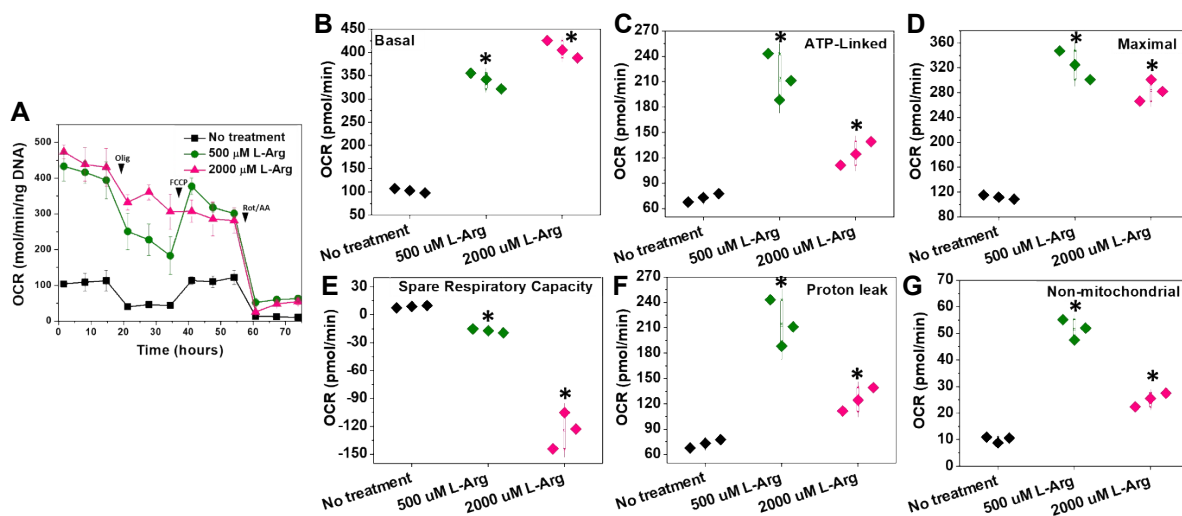 A
OCR (mol/min/ng DNA)
500
400
300
200
100
0
No treatment
500 μM L-Arg
2000 μM L-Arg
Olig
FCCP
Rot/AA
0 10 20 30 40 50 60 70
Time (hours)
B
Basal
OCR (pmol/min)
450
400
350
300
250
200
150
100
50
*
*
No treatment
500 uM L-Arg
2000 uM L-Arg
C
ATP-Linked
OCR (pmol/min)
270
240
210
180
150
120
90
60
*
*
No treatment
500 uM L-Arg
2000 uM L-Arg
D
Maximal
OCR (pmol/min)
360
320
280
240
200
160
120
80
*
*
No treatment
500 uM L-Arg
2000 uM L-Arg
E
Spare Respiratory Capacity
OCR (pmol/min)
30
0
-30
-60
-90
-120
-150
*
*
No treatment
500 uM L-Arg
2000 uM L-Arg
F
Proton leak
OCR (pmol/min)
270
240
210
180
150
120
90
60
*
*
No treatment
500 uM L-Arg
2000 uM L-Arg
G
Non-mitochondrial
OCR (pmol/min)
70
60
50
40
30
20
10
0
*
*
No treatment
500 uM L-Arg
2000 uM L-Arg